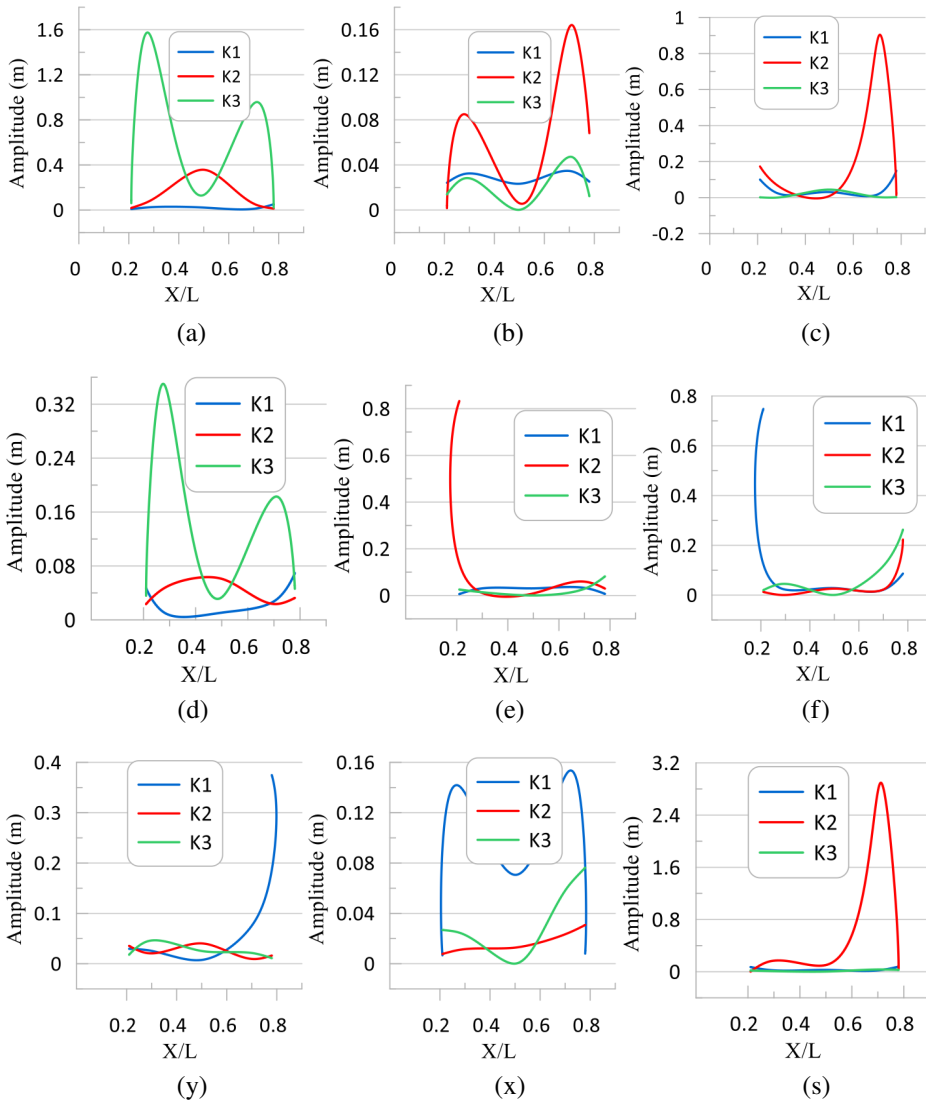 1.6
1.2
0.8
0.4
0
Amplitude (m)
K1
K2
K3
0 0.2 0.4 0.6 0.8
X/L
(a)
0.16
0.12
0.08
0.04
0
Amplitude (m)
K1
K2
K3
0 0.2 0.4 0.6 0.8
X/L
(b)
1
0.8
0.6
0.4
0.2
0
-0.2
Amplitude (m)
K1
K2
K3
0 0.2 0.4 0.6 0.8
X/L
(c)
0.32
0.24
0.16
0.08
0
Amplitude (m)
K1
K2
K3
0.2 0.4 0.6 0.8
X/L
(d)
0.8
0.6
0.4
0.2
0
Amplitude (m)
K1
K2
K3
0.2 0.4 0.6 0.8
X/L
(e)
0.8
0.6
0.4
0.2
0
Amplitude (m)
K1
K2
K3
0.2 0.4 0.6 0.8
X/L
(f)
0.4
0.3
0.2
0.1
0
Amplitude (m)
K1
K2
K3
0.2 0.4 0.6 0.8
X/L
(y)
0.16
0.12
0.08
0.04
0
Amplitude (m)
K1
K2
K3
0.2 0.4 0.6 0.8
X/L
(x)
3.2
2.4
1.6
0.8
0
Amplitude (m)
K1
K2
K3
0.2 0.4 0.6 0.8
X/L
(s)